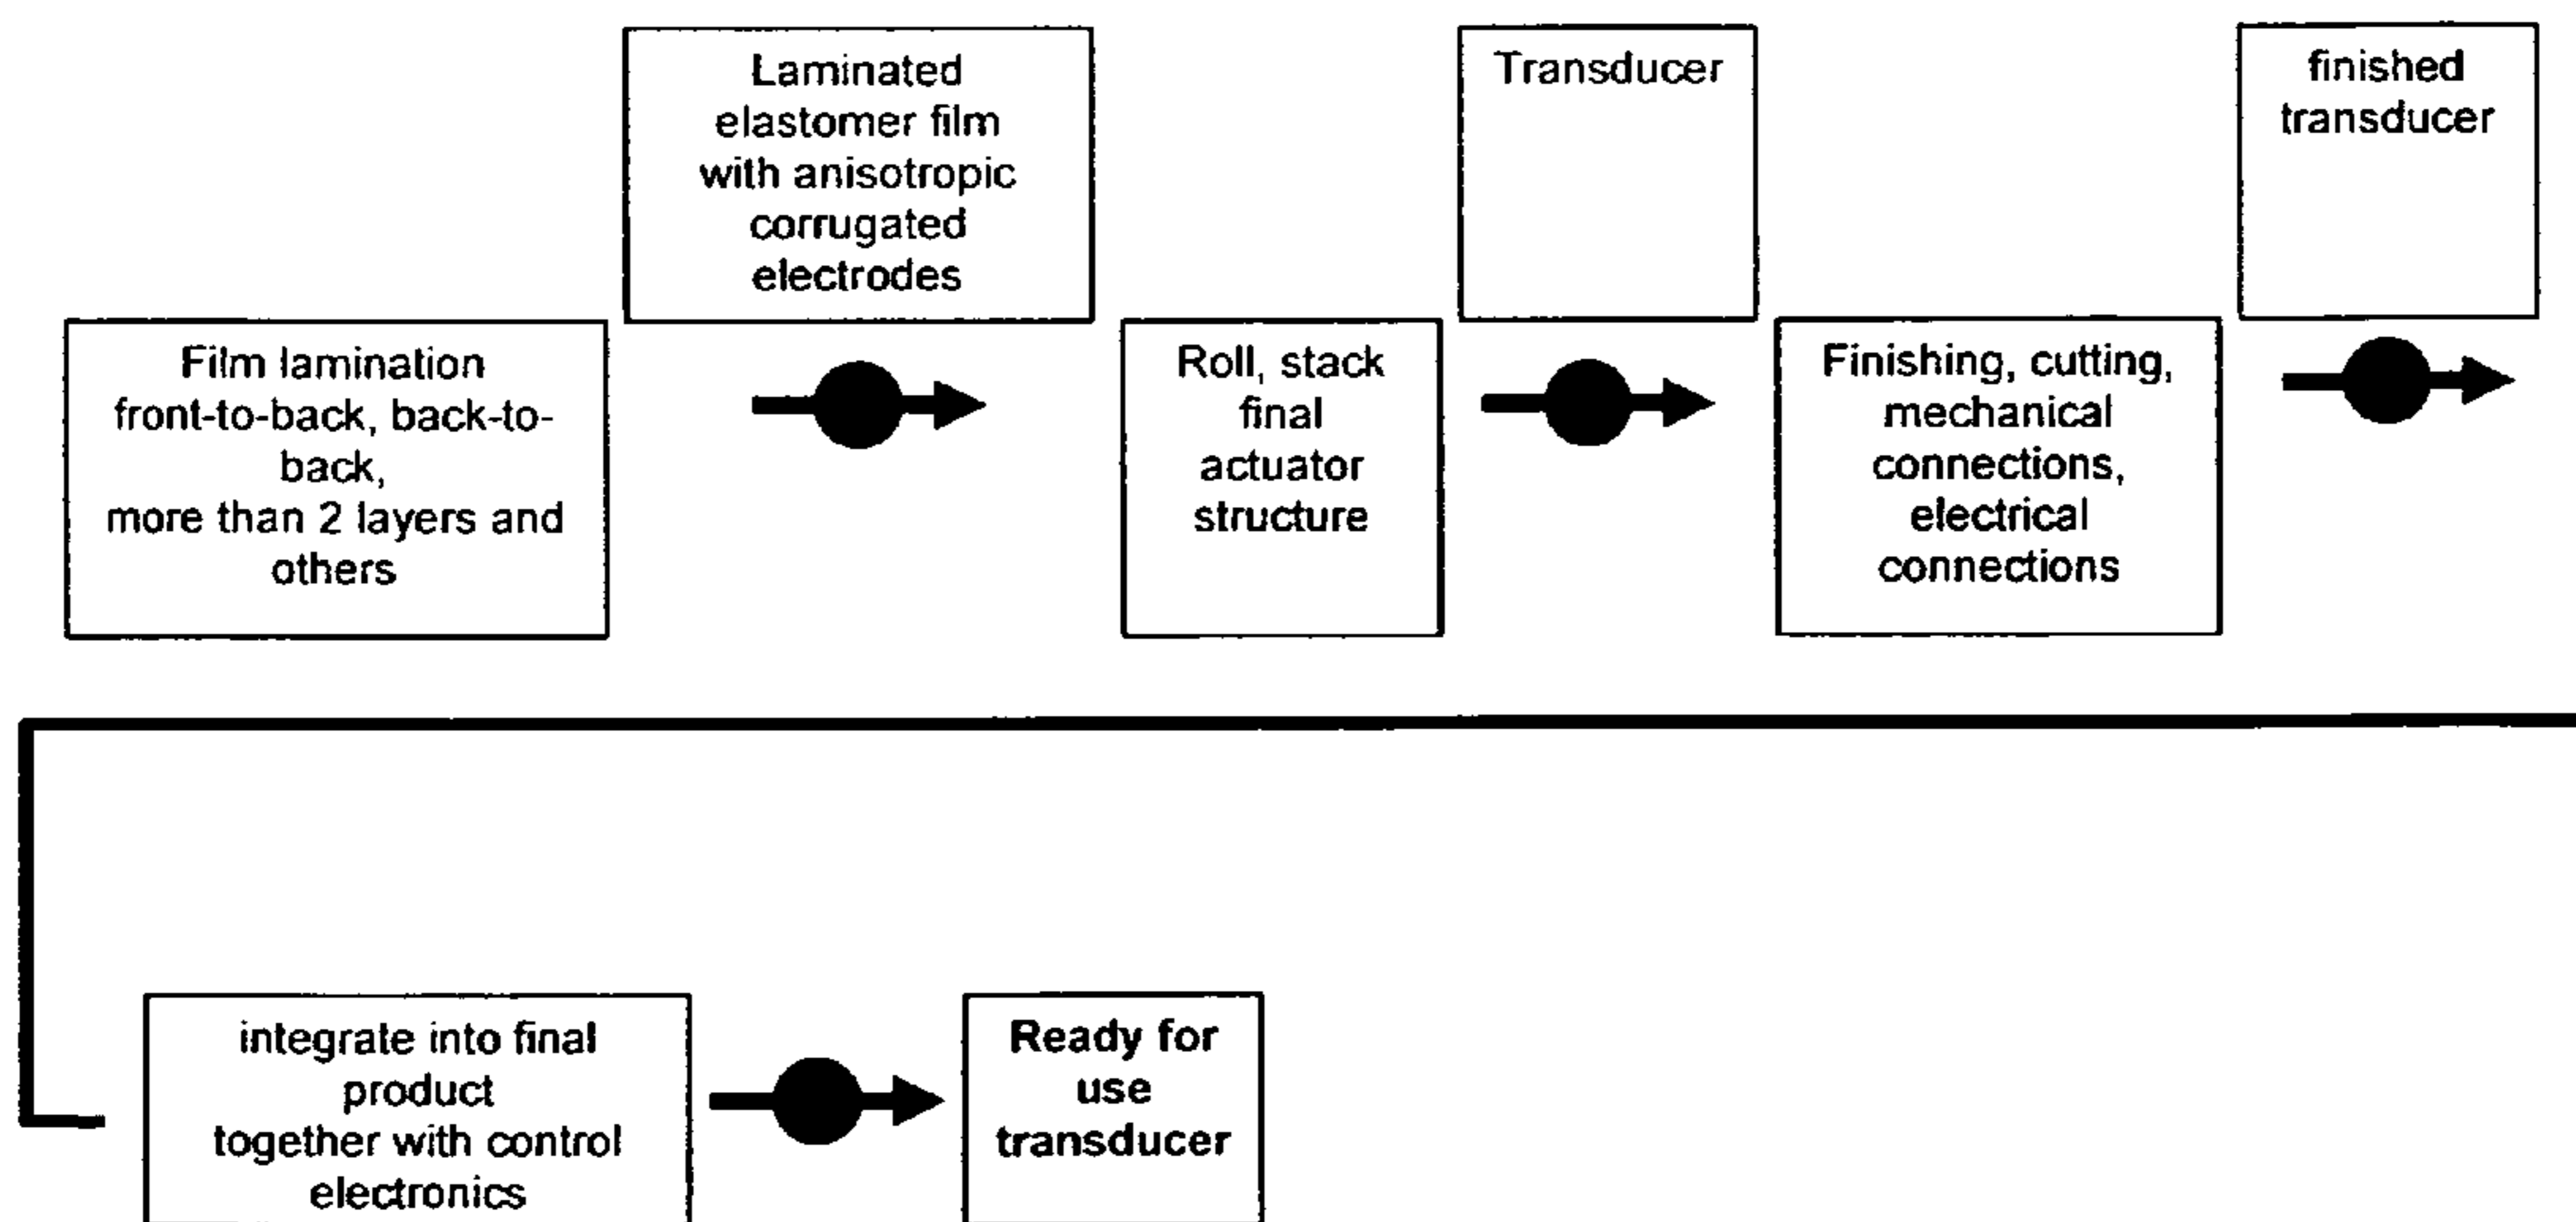 Laminated
elastomer film
with anisotropic
corrugated
electrodes
Transducer
finished
transducer
Film lamination
front-to-back, back-to-
back,
more than 2 layers and
others
Roll, stack
final
actuator
structure
Finishing, cutting,
mechanical
connections,
electrical
connections
integrate into final
product
together with control
electronics
Ready for
use
transducer